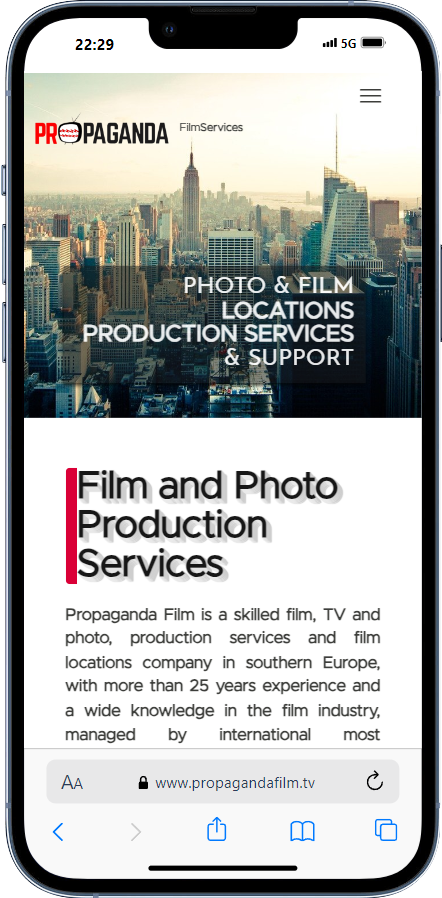 22:29
5G
PROPAGANDA FilmServices
PHOTO & FILM
LOCATIONS
PRODUCTION SERVICES
& SUPPORT
Film and Photo
Production
Services
Propaganda Film is a skilled film, TV and
photo, production services and film
locations company in southern Europe,
with more than 25 years experience and
a wide knowledge in the film industry,
managed by international most
AA www.propagandafilm.tv